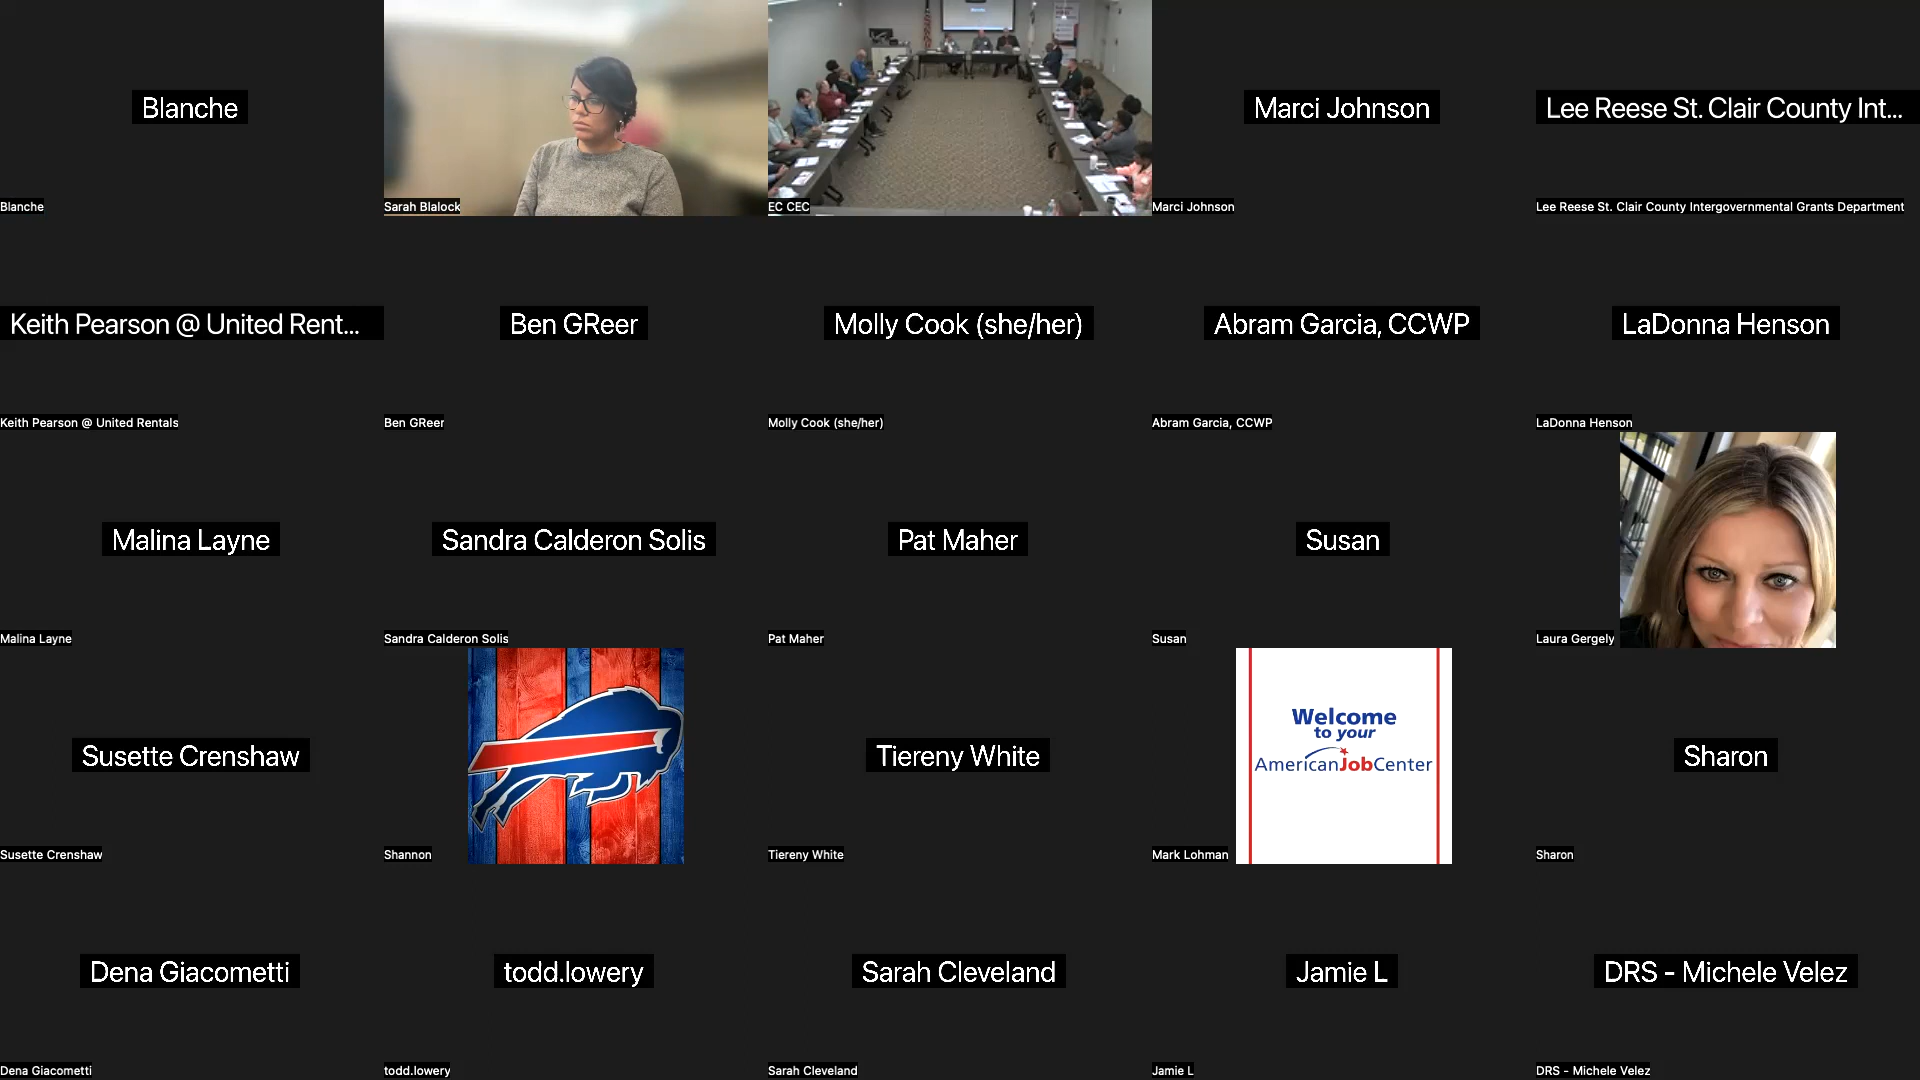 Blanche
Marci Johnson
Lee Reese St. Clair County Int...
Blanche
Sarah Blalock
EC CEC
Marci Johnson
Lee Reese St. Clair County Intergovernmental Grants Department
Keith Pearson @ United Rent...
Ben GReer
Molly Cook (she/her)
Abram Garcia, CCWP
LaDonna Henson
Keith Pearson @ United Rentals
Ben GReer
Molly Cook (she/her)
Abram Garcia, CCWP
LaDonna Henson
Malina Layne
Sandra Calderon Solis
Pat Maher
Susan
Malina Layne
Sandra Calderon Solis
Pat Maher
Susan
Laura Gergely
Susette Crenshaw
Tiereny White
Welcome
to your
AmericanJobCenter
Sharon
Susette Crenshaw
Shannon
Tiereny White
Mark Lohman
Sharon
Dena Giacometti
todd.lowery
Sarah Cleveland
Jamie L
DRS - Michele Velez
Dena Giacometti
todd.lowery
Sarah Cleveland
Jamie L
DRS - Michele Velez